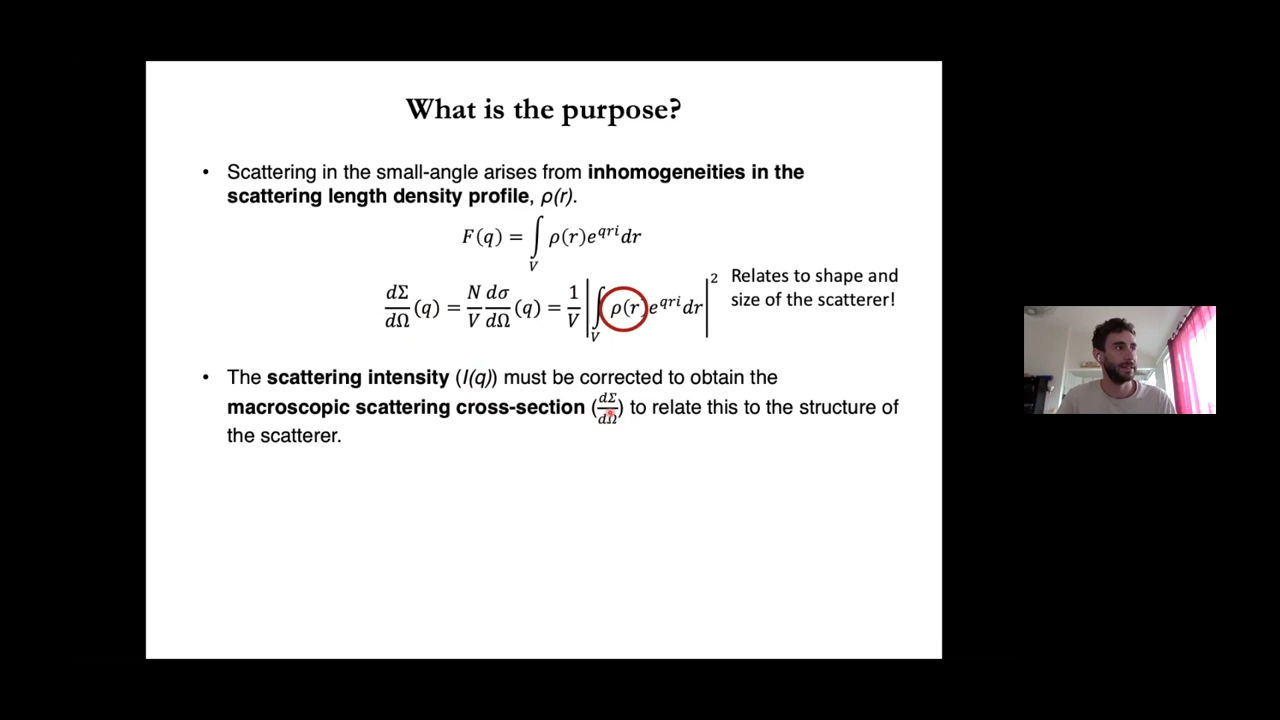 What is the purpose?
• Scattering in the small-angle arises from inhomogeneities in the
scattering length density profile, ρ(r).
F(q) = ∫_V ρ(r)e^{qri}dr
dΣ/dΩ (q) = N/V dσ/dΩ (q) = 1/V |∫_V ρ(r)e^{qri}dr|^2
Relates to shape and
size of the scatterer!
• The scattering intensity (I(q)) must be corrected to obtain the
macroscopic scattering cross-section (dΣ/dΩ) to relate this to the structure of
the scatterer.